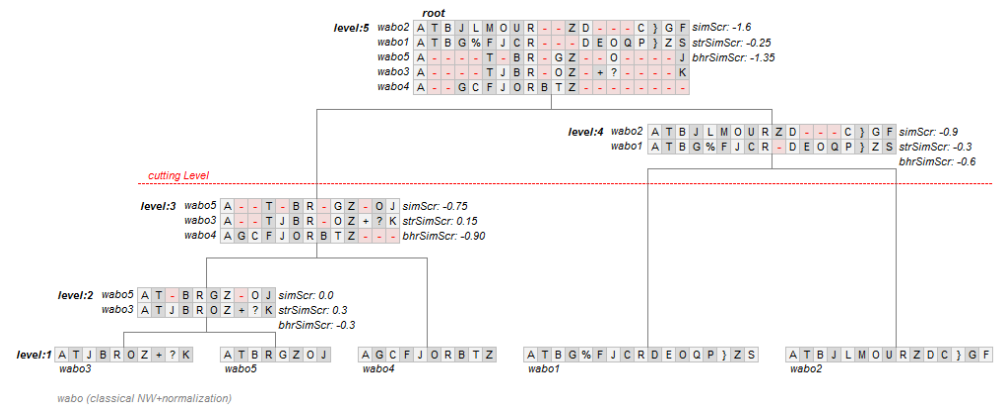 root
level:5 wabo2 A T B J L M O U R - - Z D - - - C } G F simScr: -1.6
wabo1 A T B G % F J C R - - - D E O Q P } Z S strSimScr: -0.25
wabo5 A - - - - T - B R - G Z - - O - - - - J bhrSimScr: -1.35
wabo3 A - - - - T J B R - O Z - + ? - - - - K
wabo4 A - - G C F J O R B T Z - - - - - - - -
level:4 wabo2 A T B J L M O U R Z D - - - C } G F simScr: -0.9
wabo1 A T B G % F J C R - D E O Q P } Z S strSimScr: -0.3
bhrSimScr: -0.6
cutting Level
level:3 wabo5 A - - T - B R - G Z - O J simScr: -0.75
wabo3 A - - T J B R - O Z + ? K strSimScr: 0.15
wabo4 A G C F J O R B T Z - - - bhrSimScr: -0.90
level:2 wabo5 A T - B R G Z - O J simScr: 0.0
wabo3 A T J B R O Z + ? K strSimScr: 0.3
bhrSimScr: -0.3
level:1 A T J B R O Z + ? K A T B R G Z O J A G C F J O R B T Z A T B G % F J C R D E O Q P } Z S A T B J L M O U R Z D C } G F
wabo3 wabo5 wabo4 wabo1 wabo2
wabo (classical NW+normalization)